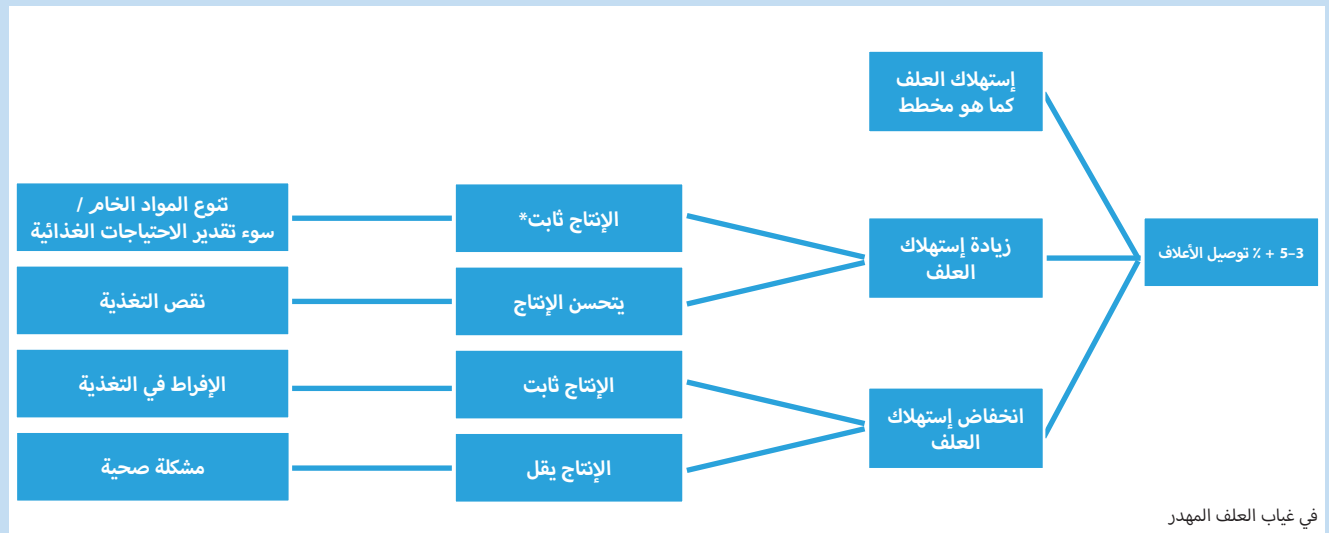 إستهلاك العلف
كما هو مخطط
3–5 + ٪ توصيل الأعلاف
زيادة إستهلاك
العلف
انخفاض إستهلاك
العلف
الإنتاج ثابت*
يتحسن الإنتاج
الإنتاج ثابت
الإنتاج يقل
تنوع المواد الخام /
سوء تقدير الاحتياجات الغذائية
نقص التغذية
الإفراط في التغذية
مشكلة صحية
في غياب العلف المهدر